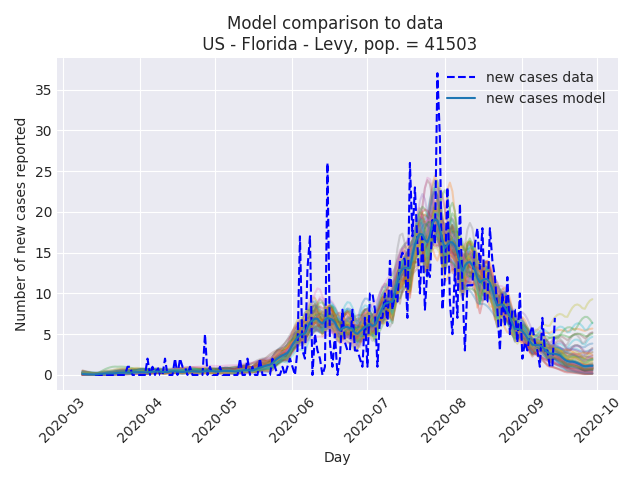 Model comparison to data
US - Florida - Levy, pop. = 41503
new cases data
new cases model
Number of new cases reported
35
30
25
20
15
10
5
0
2020-03
2020-04
2020-05
2020-06
2020-07
2020-08
2020-09
2020-10
Day